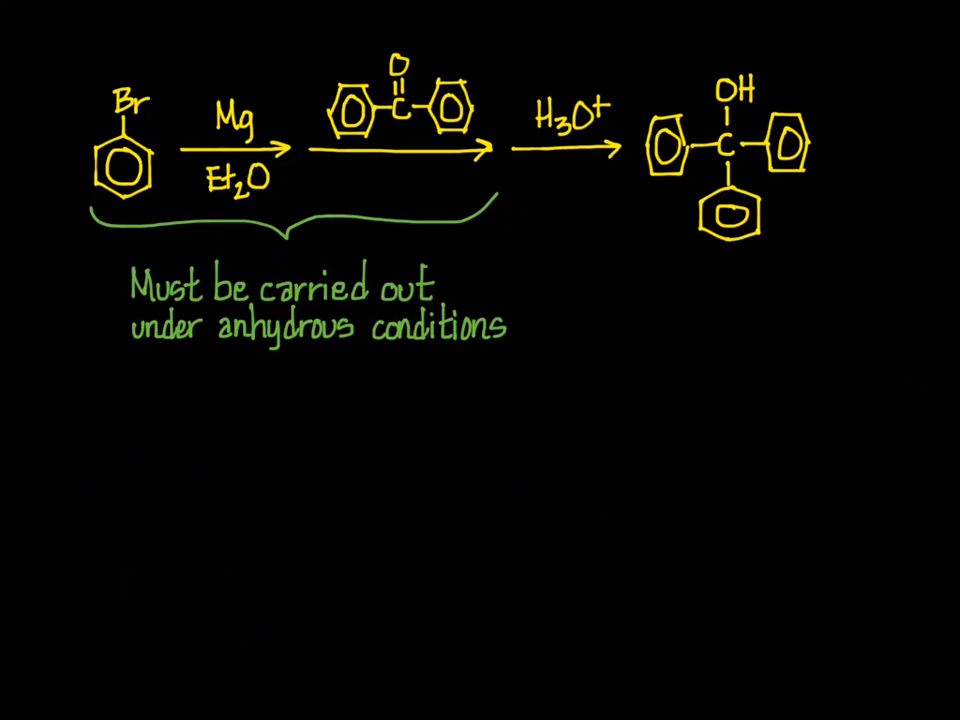 Br
Mg
Et₂O
O
C
H₃O⁺
OH
C
Must be carried out
under anhydrous conditions